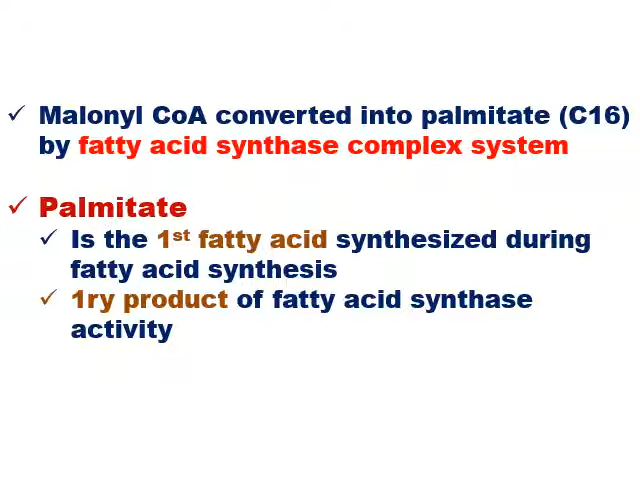 ✓ Malonyl CoA converted into palmitate (C16)
by fatty acid synthase complex system
✓ Palmitate
✓ Is the 1st fatty acid synthesized during
fatty acid synthesis
✓ 1ry product of fatty acid synthase
activity